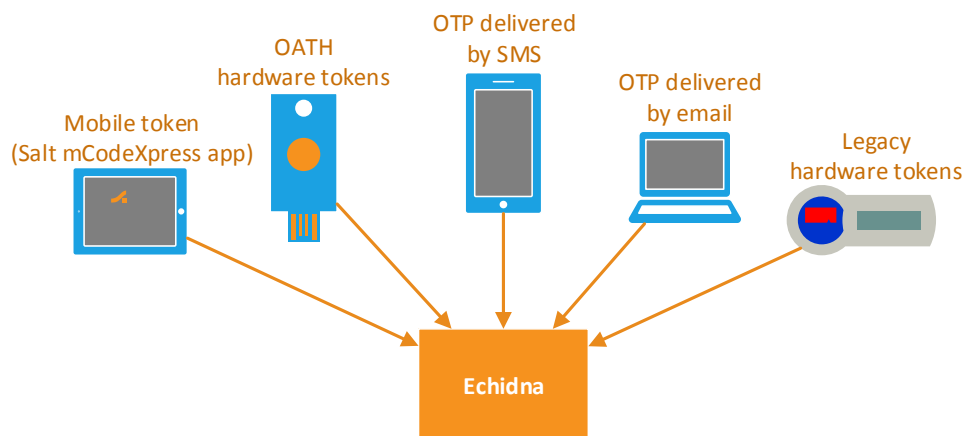 Mobile token
(Salt mCodeXpress app)
OATH
hardware tokens
OTP delivered
by SMS
OTP delivered
by email
Legacy
hardware tokens
Echidna